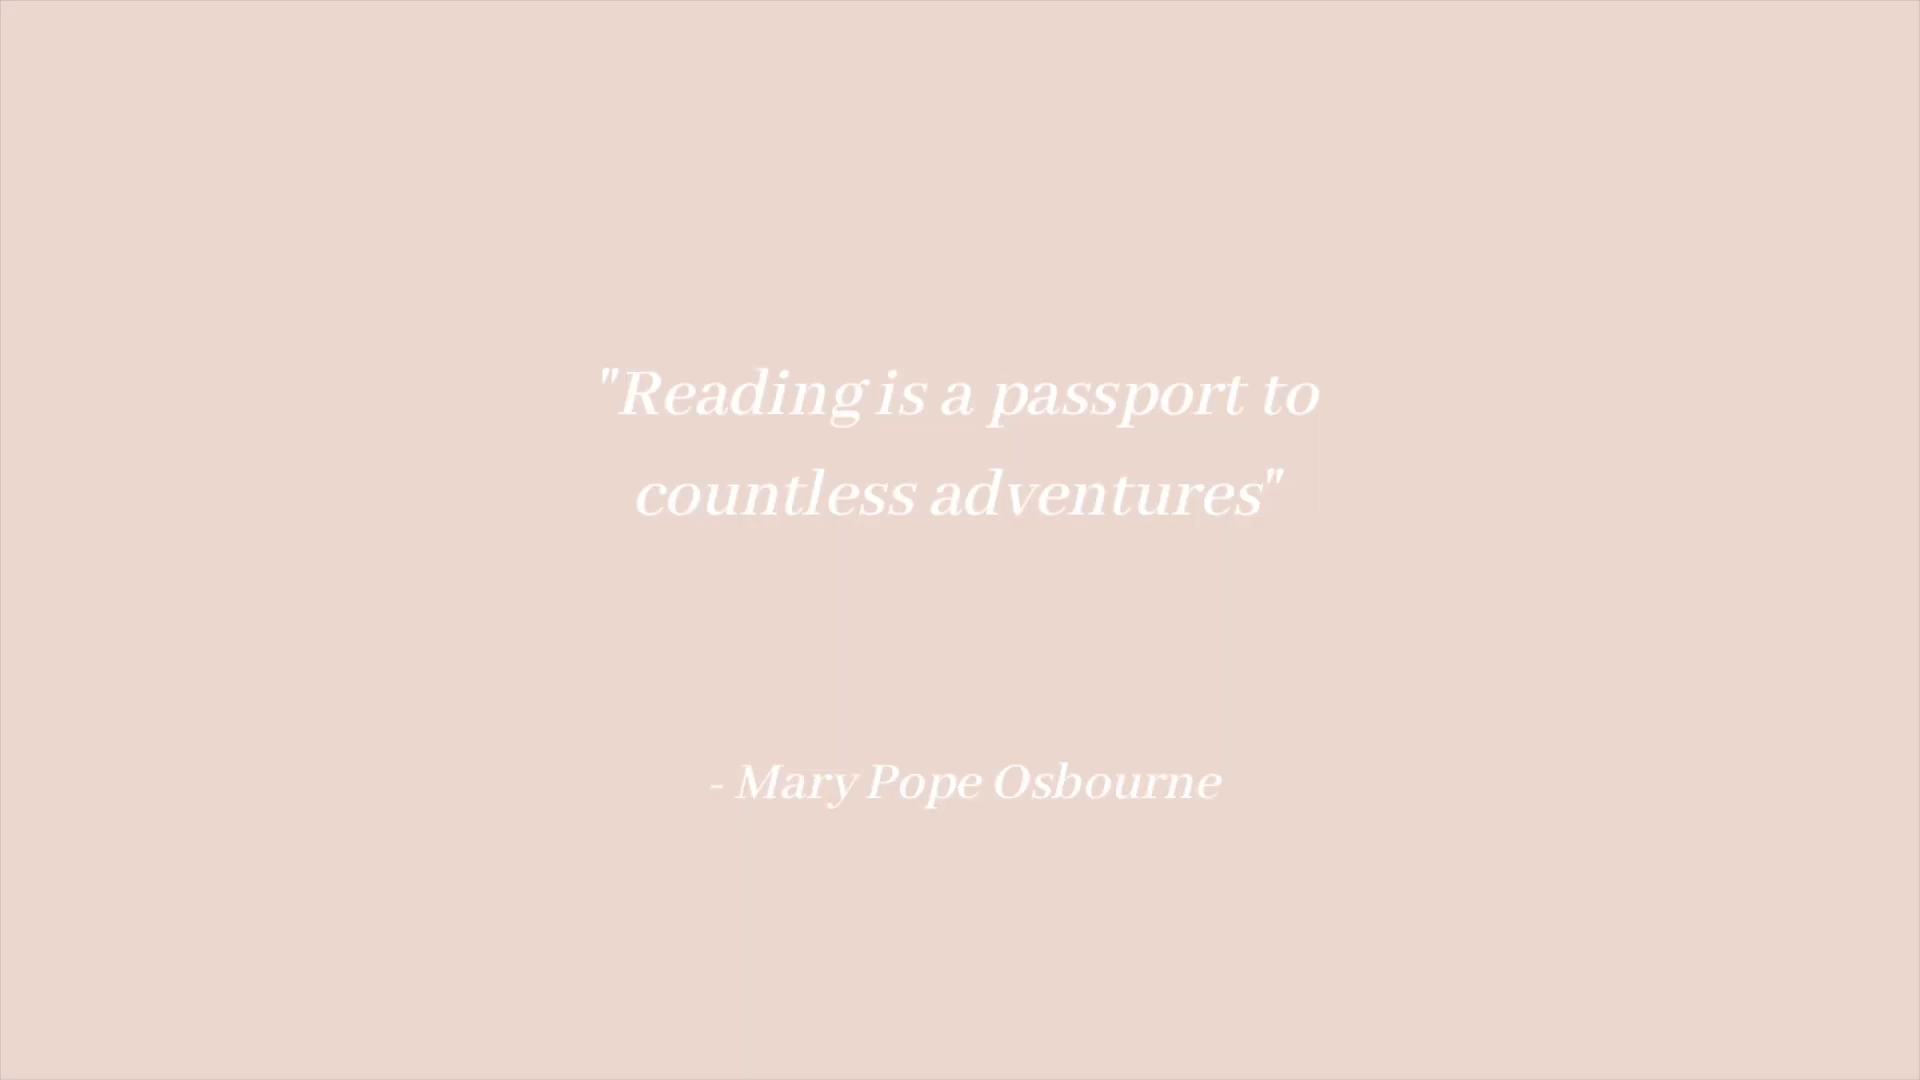 "Reading is a passport to
countless adventures"
- Mary Pope Osbourne